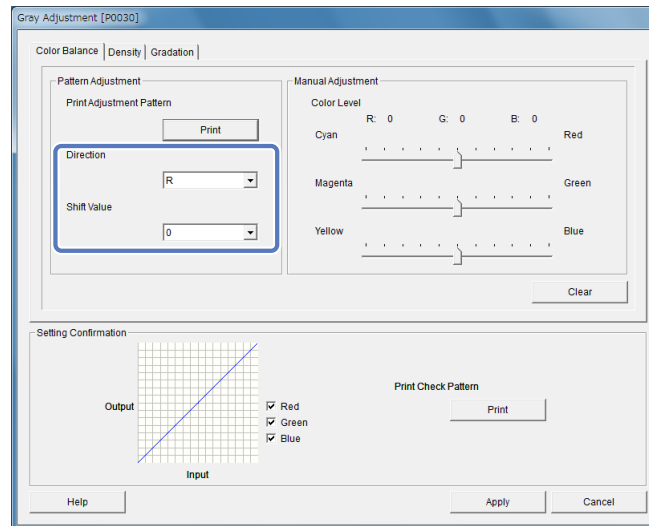 Gray Adjustment [P0030]
Color Balance Density Gradation
Pattern Adjustment
Print Adjustment Pattern
Print
Direction
R
Shift Value
0
Manual Adjustment
Color Level
R: 0 G: 0 B: 0
Cyan Red
Magenta Green
Yellow Blue
Clear
Setting Confirmation
Output
Input
Red
Green
Blue
Print Check Pattern
Print
Help Apply Cancel